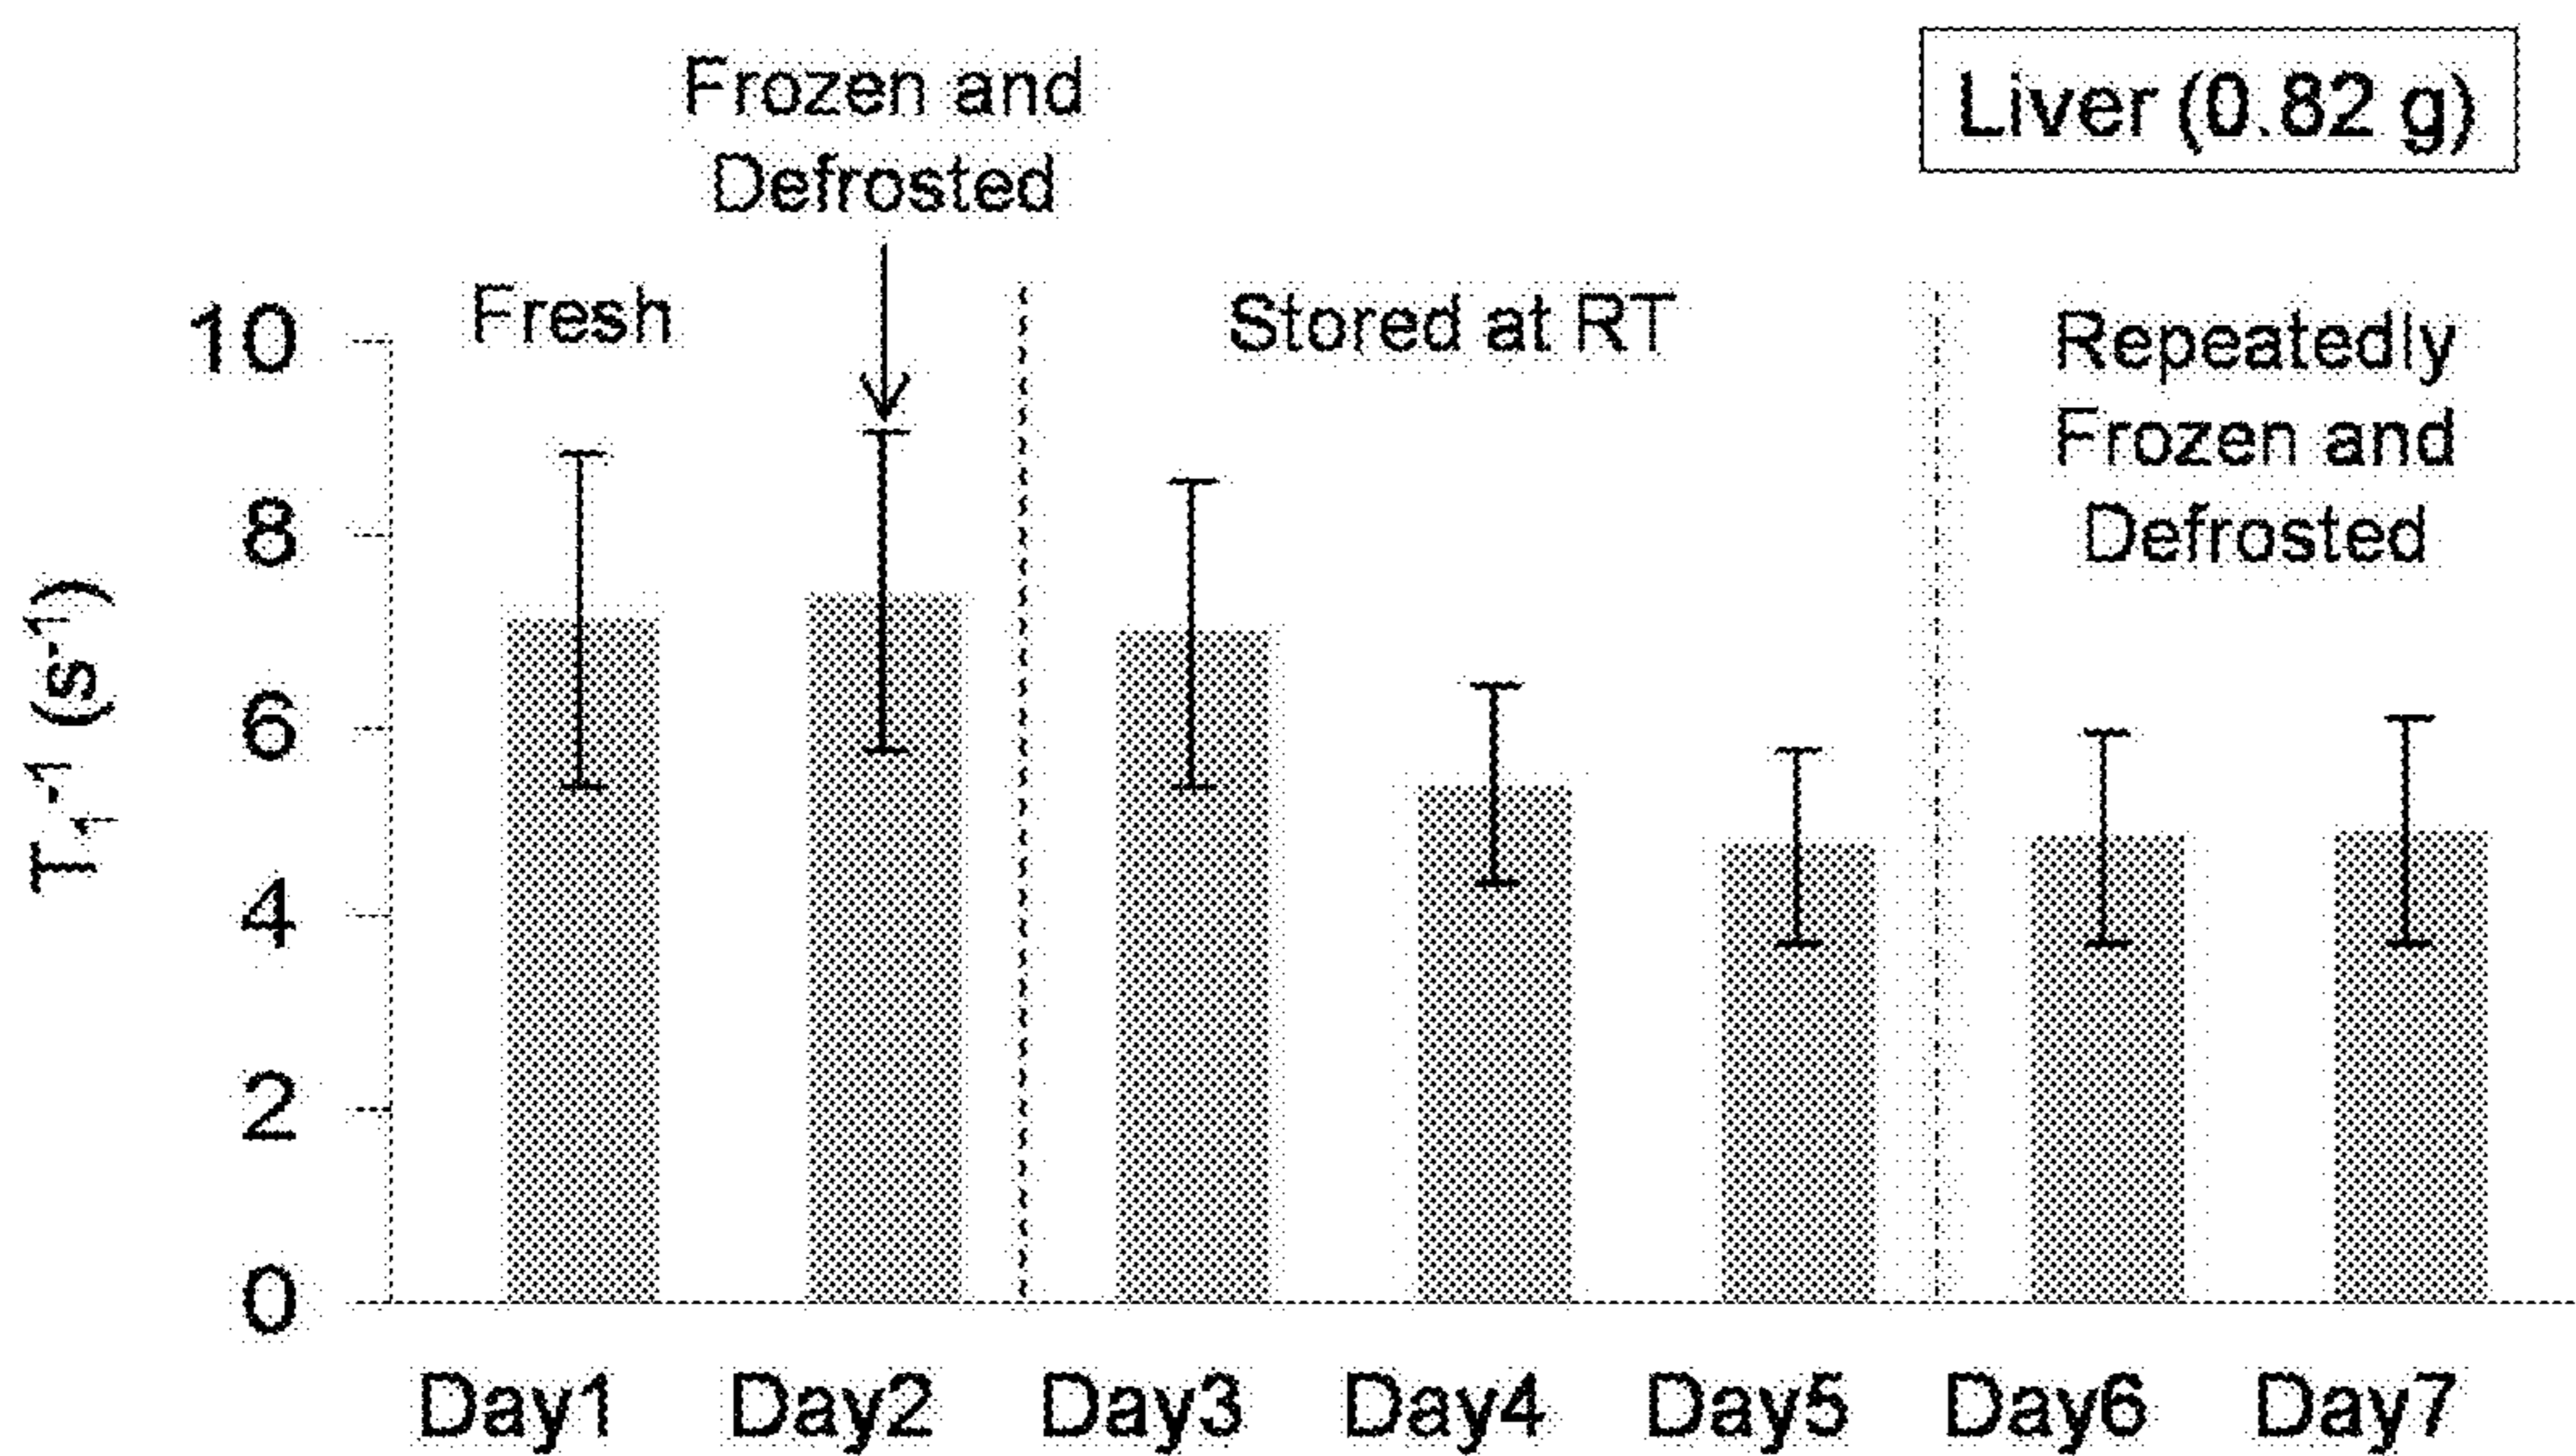 Frozen and
Defrosted
Liver (0.82 g)
Fresh
Stored at RT
Repeatedly
Frozen and
Defrosted
T₁⁻¹ (s⁻¹)
10
8
6
4
2
0
Day1 Day2 Day3 Day4 Day5 Day6 Day7